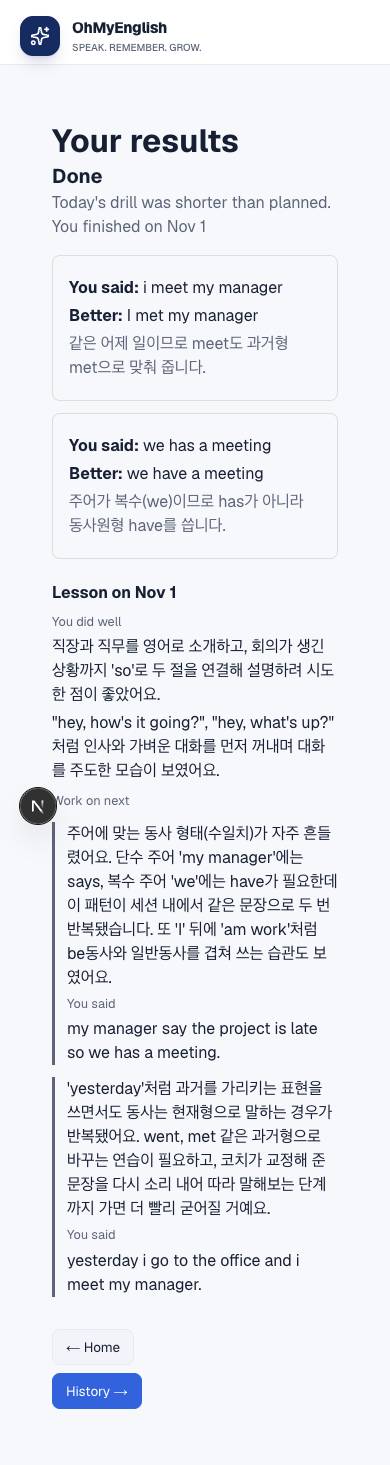 OhMyEnglish
SPEAK. REMEMBER. GROW.
Your results
Done
Today's drill was shorter than planned.
You finished on Nov 1
You said: i meet my manager
Better: I met my manager
같은 어제 일이므로 meet도 과거형
met으로 맞춰 줍니다.
You said: we has a meeting
Better: we have a meeting
주어가 복수(we)이므로 has가 아니라
동사원형 have를 씁니다.
Lesson on Nov 1
You did well
직장과 직무를 영어로 소개하고, 회의가 생긴
상황까지 'so'로 두 절을 연결해 설명하려 시도
한 점이 좋았어요.
"hey, how's it going?", "hey, what's up?"
처럼 인사와 가벼운 대화를 먼저 꺼내며 대화
를 주도한 모습이 보였어요.
N
Work on next
주어에 맞는 동사 형태(수일치)가 자주 흔들
렸어요. 단수 주어 'my manager'에는
says, 복수 주어 'we'에는 have가 필요한데
이 패턴이 세션 내에서 같은 문장으로 두 번
반복됐습니다. 또 'I' 뒤에 'am work'처럼
be동사와 일반동사를 겹쳐 쓰는 습관도 보
였어요.
You said
my manager say the project is late
so we has a meeting.
'yesterday'처럼 과거를 가리키는 표현을
쓰면서도 동사는 현재형으로 말하는 경우가
반복됐어요. went, met 같은 과거형으로
바꾸는 연습이 필요하고, 코치가 교정해 준
문장을 다시 소리 내어 따라 말해보는 단계
까지 가면 더 빨리 굳어질 거예요.
You said
yesterday i go to the office and i
meet my manager.
← Home
History →